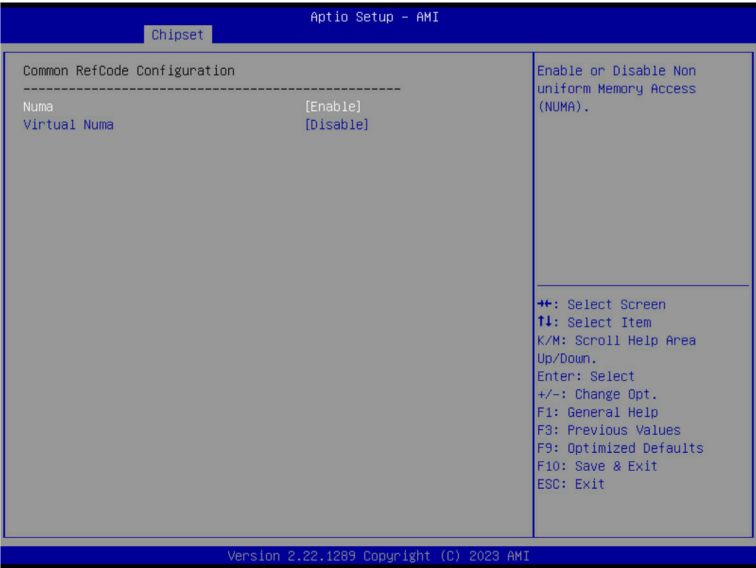 Aptio Setup – AMI
Chipset
Common RefCode Configuration
--------------------------------------------------
Numa [Enable]
Virtual Numa [Disable]
Enable or Disable Non
uniform Memory Access
(NUMA).
→←: Select Screen
↑↓: Select Item
K/M: Scroll Help Area
Up/Down.
Enter: Select
+/-: Change Opt.
F1: General Help
F3: Previous Values
F9: Optimized Defaults
F10: Save & Exit
ESC: Exit
Version 2.22.1289 Copyright (C) 2023 AMI